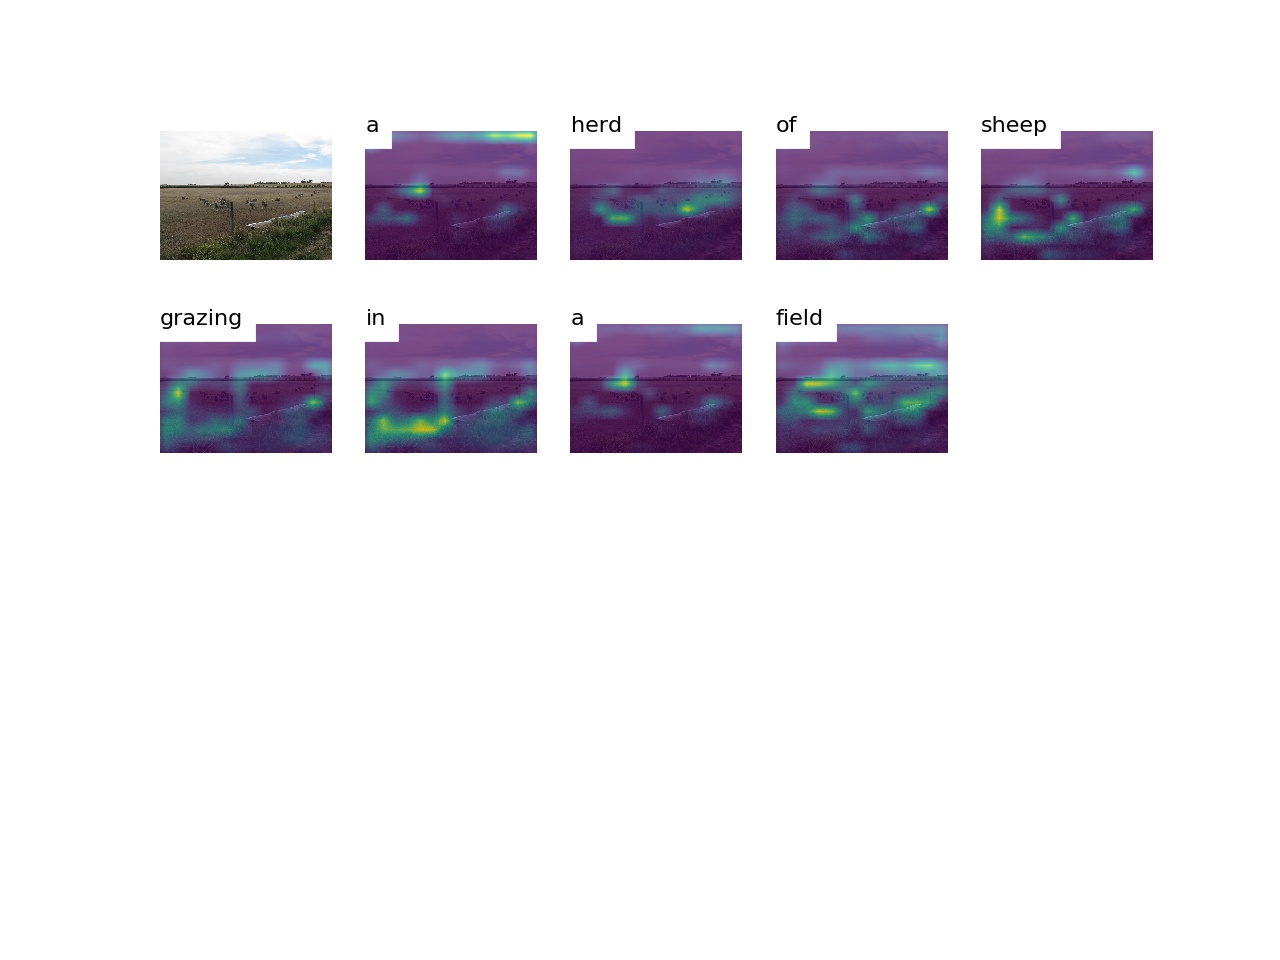 a
herd
of
sheep
grazing
in
a
field